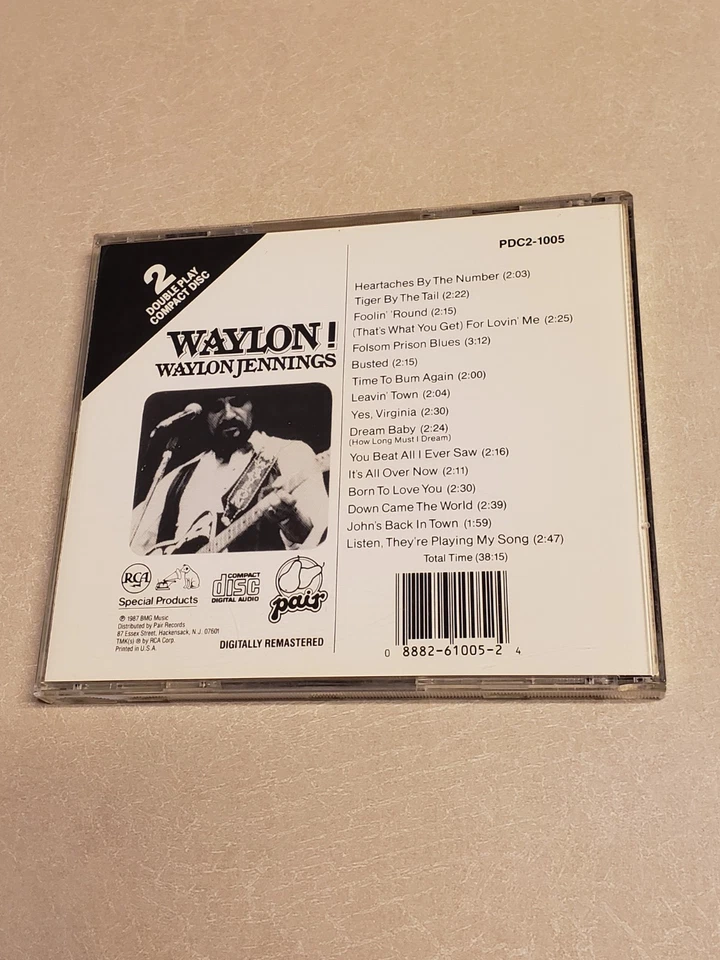 2
DOUBLE PLAY
COMPACT DISC
WAYLON!
WAYLON JENNINGS
RCA
Special Products
COMPACT
disc
DIGITAL AUDIO
pair
℗ 1987 BMG Music
Distributed by Pair Records
87 Essex Street, Hackensack, N.J. 07601
TMK(s) ® by RCA Corp.
Printed in U.S.A.
DIGITALLY REMASTERED
PDC2-1005
Heartaches By The Number (2:03)
Tiger By The Tail (2:22)
Foolin' 'Round (2:15)
(That's What You Get) For Lovin' Me (2:25)
Folsom Prison Blues (3:12)
Busted (2:15)
Time To Bum Again (2:00)
Leavin' Town (2:04)
Yes, Virginia (2:30)
Dream Baby (2:24)
(How Long Must I Dream)
You Beat All I Ever Saw (2:16)
It's All Over Now (2:11)
Born To Love You (2:30)
Down Came The World (2:39)
John's Back In Town (1:59)
Listen, They're Playing My Song (2:47)
Total Time (38:15)
0 8882-61005-2 4